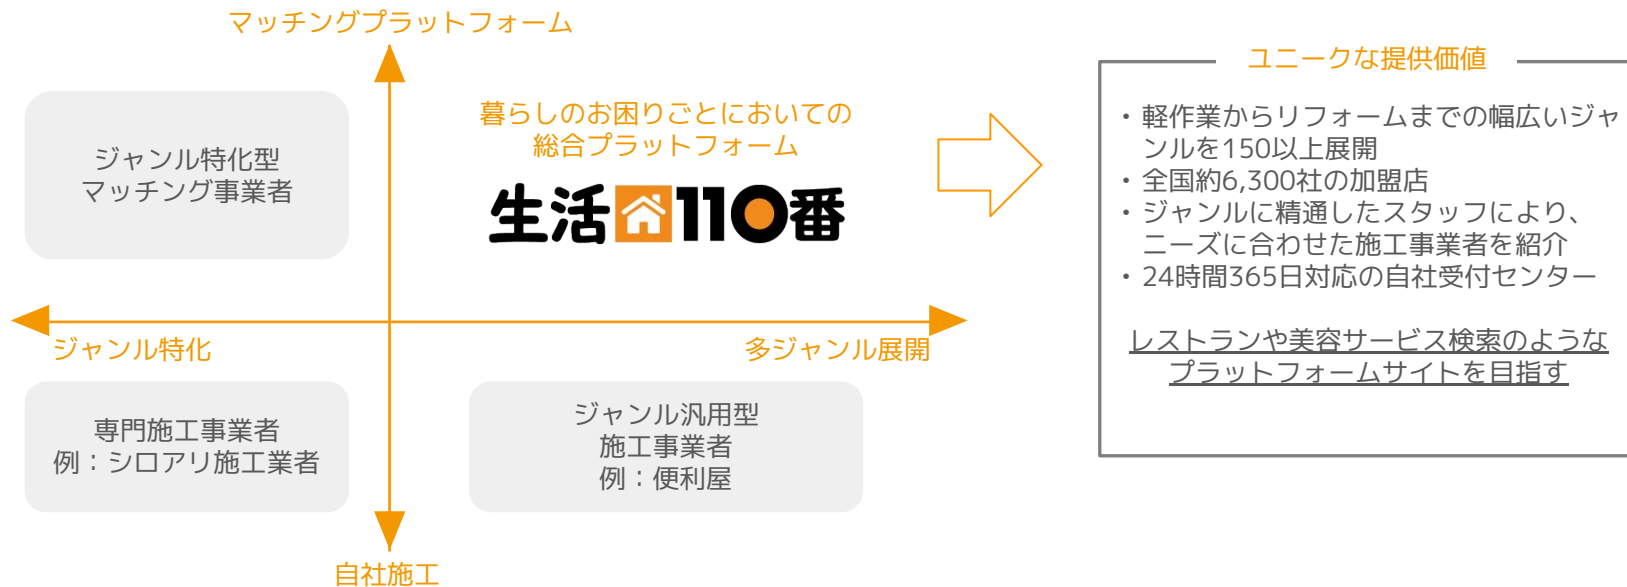 マッチングプラットフォーム
ジャンル特化型
マッチング事業者
暮らしのお困りごとにおいての
総合プラットフォーム
生活110番
ジャンル特化
多ジャンル展開
専門施工事業者
例：シロアリ施工業者
ジャンル汎用型
施工事業者
例：便利屋
自社施工
ユニークな提供価値
・軽作業からリフォームまでの幅広いジャ
ンルを150以上展開
・全国約6,300社の加盟店
・ジャンルに精通したスタッフにより、
ニーズに合わせた施工事業者を紹介
・24時間365日対応の自社受付センター
レストランや美容サービス検索のような
プラットフォームサイトを目指す